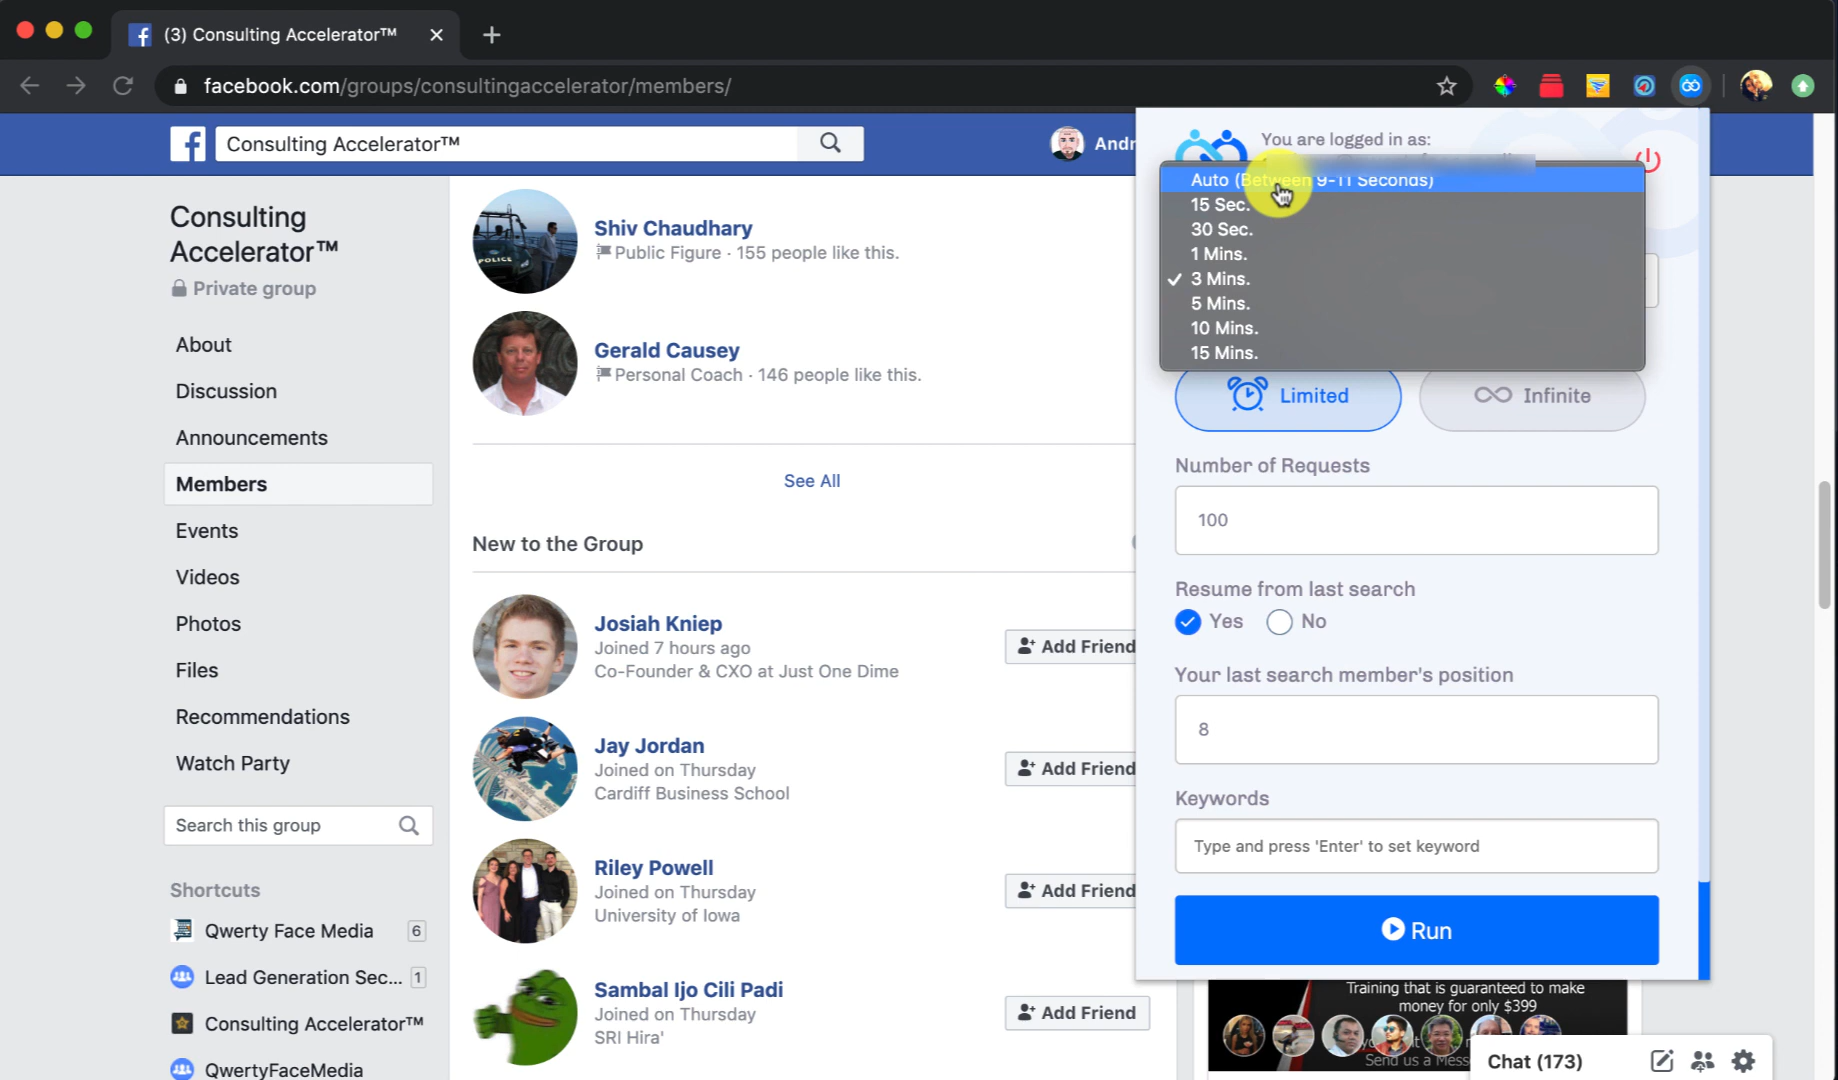 (3) Consulting Accelerator™
facebook.com/groups/consultingaccelerator/members/
Consulting Accelerator™
Andr
You are logged in as:
Auto (Between 9-11 Seconds)
15 Sec.
30 Sec.
1 Mins.
3 Mins.
5 Mins.
10 Mins.
15 Mins.
Limited
Infinite
Number of Requests
100
Resume from last search
Yes
No
Your last search member's position
8
Keywords
Type and press 'Enter' to set keyword
Run
Consulting
Accelerator™
Private group
About
Discussion
Announcements
Members
Events
Videos
Photos
Files
Recommendations
Watch Party
Search this group
Shortcuts
Qwerty Face Media 6
Lead Generation Sec... 1
Consulting Accelerator™
QwertyFaceMedia
Shiv Chaudhary
Public Figure · 155 people like this.
POLICE
Gerald Causey
Personal Coach · 146 people like this.
See All
New to the Group
Josiah Kniep
Joined 7 hours ago
Co-Founder & CXO at Just One Dime
Add Friend
Jay Jordan
Joined on Thursday
Cardiff Business School
Add Friend
Riley Powell
Joined on Thursday
University of Iowa
Add Friend
Sambal Ijo Cili Padi
Joined on Thursday
SRI Hira'
Add Friend
Training that is guaranteed to make
money for only $399
Send us a Mess
Chat (173)